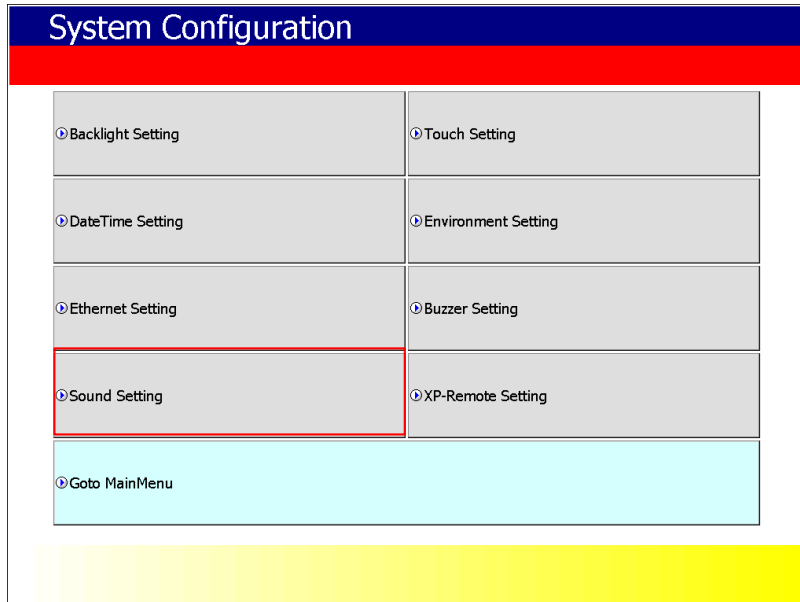 System Configuration
Backlight Setting
Touch Setting
DateTime Setting
Environment Setting
Ethernet Setting
Buzzer Setting
Sound Setting
XP-Remote Setting
Goto MainMenu